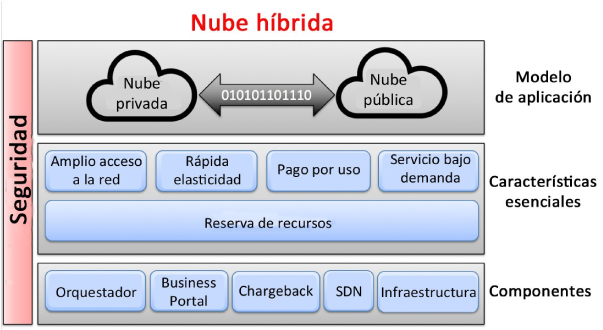 Nube híbrida
Seguridad
Nube
privada
010101101110
Nube
pública
Modelo
de aplicación
Amplio acceso
a la red
Rápida
elasticidad
Pago por uso
Servicio bajo
demanda
Reserva de recursos
Características
esenciales
Orquestador
Business
Portal
Chargeback
SDN
Infraestructura
Componentes